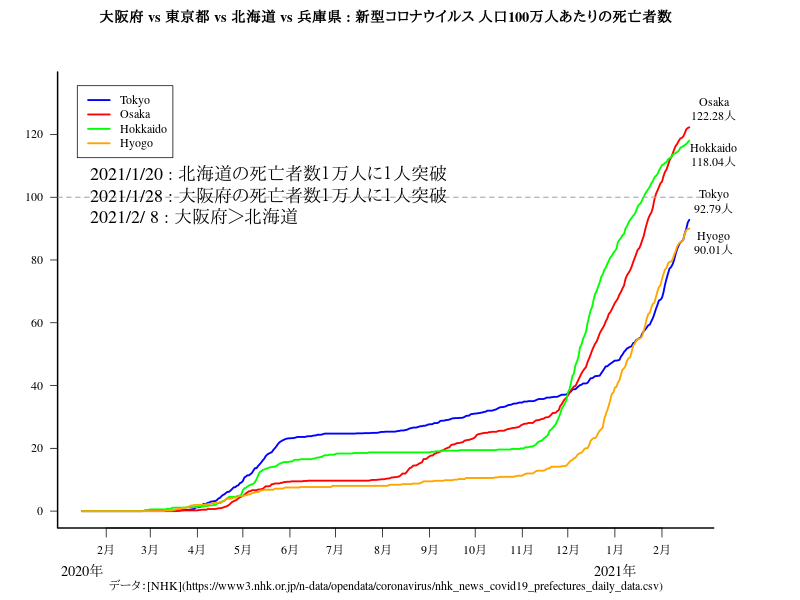 大阪府 vs 東京都 vs 北海道 vs 兵庫県 : 新型コロナウイルス 人口100万人あたりの死亡者数
Tokyo
Osaka
Hokkaido
Hyogo
2021/1/20 : 北海道の死亡者数1万人に1人突破
2021/1/28 : 大阪府の死亡者数1万人に1人突破
2021/2/ 8 : 大阪府＞北海道
Osaka
122.28人
Hokkaido
118.04人
Tokyo
92.79人
Hyogo
90.01人
120
100
80
60
40
20
0
2月 3月 4月 5月 6月 7月 8月 9月 10月 11月 12月 1月 2月
2020年 2021年
データ：[NHK](https://www3.nhk.or.jp/n-data/opendata/coronavirus/nhk_news_covid19_prefectures_daily_data.csv)